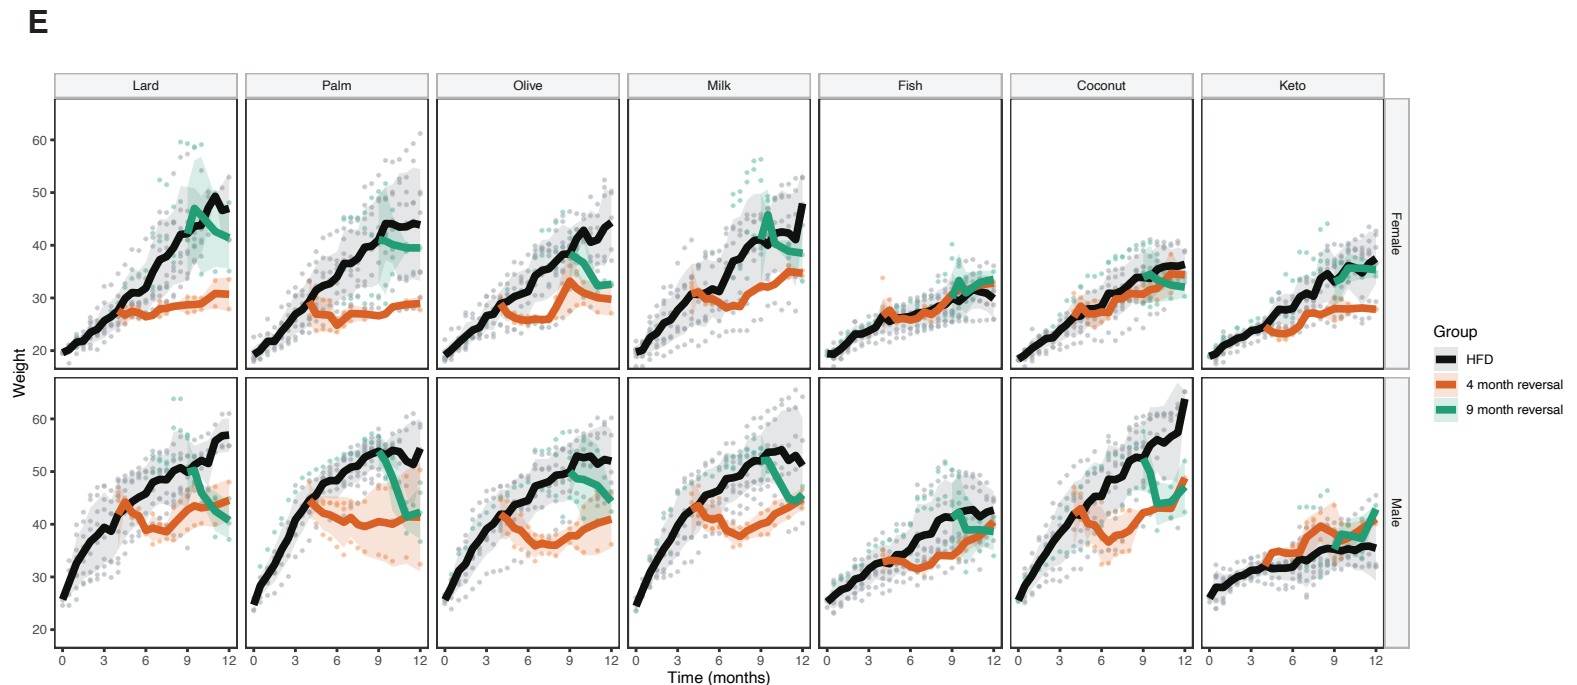 E
Lard Palm Olive Milk Fish Coconut Keto
60
50
40
30
20
Female
Weight
60
50
40
30
20
Male
0 3 6 9 12 0 3 6 9 12 0 3 6 9 12 0 3 6 9 12 0 3 6 9 12 0 3 6 9 12 0 3 6 9 12
Time (months)
Group
HFD
4 month reversal
9 month reversal